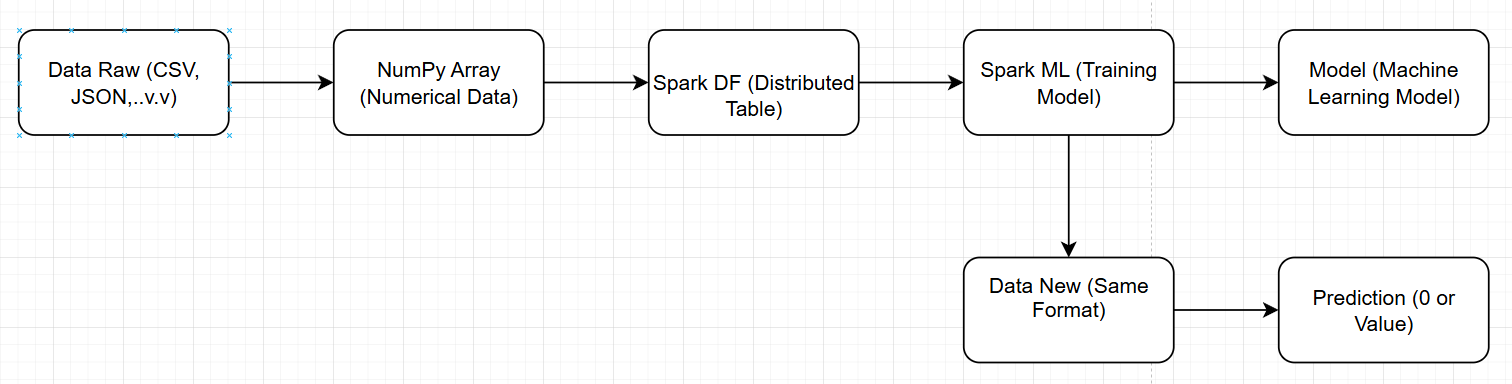 Data Raw (CSV,
JSON,..v.v)
NumPy Array
(Numerical Data)
Spark DF (Distributed
Table)
Spark ML (Training
Model)
Model (Machine
Learning Model)
Data New (Same
Format)
Prediction (0 or
Value)